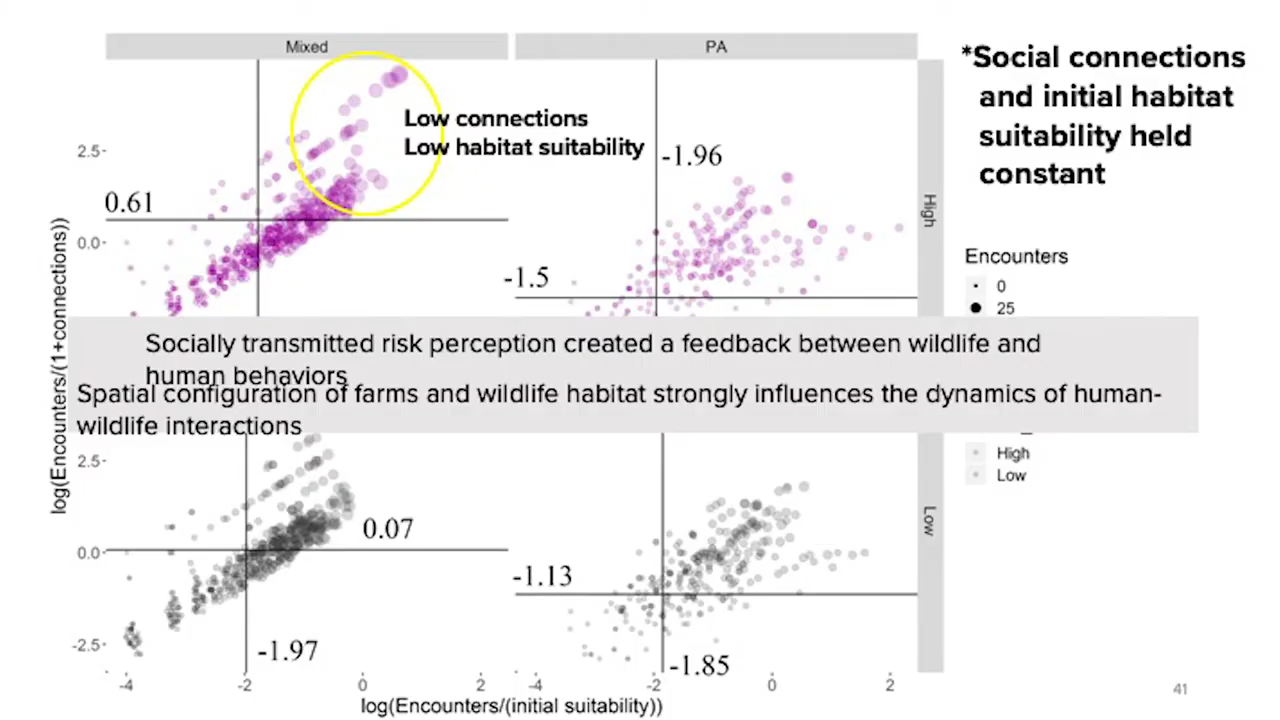 Mixed
PA
*Social connections
and initial habitat
suitability held
constant
Low connections
Low habitat suitability
-1.96
0.61
2.5
0.0
-1.5
High
Encounters
0
25
log(Encounters/(1+connections))
Socially transmitted risk perception created a feedback between wildlife and
human behaviors
Spatial configuration of farms and wildlife habitat strongly influences the dynamics of human-
wildlife interactions
High
Low
2.5
0.0
-2.5
0.07
-1.13
-1.97
-1.85
Low
-4
-2
0
2
-4
-2
0
2
log(Encounters/(initial suitability))
41